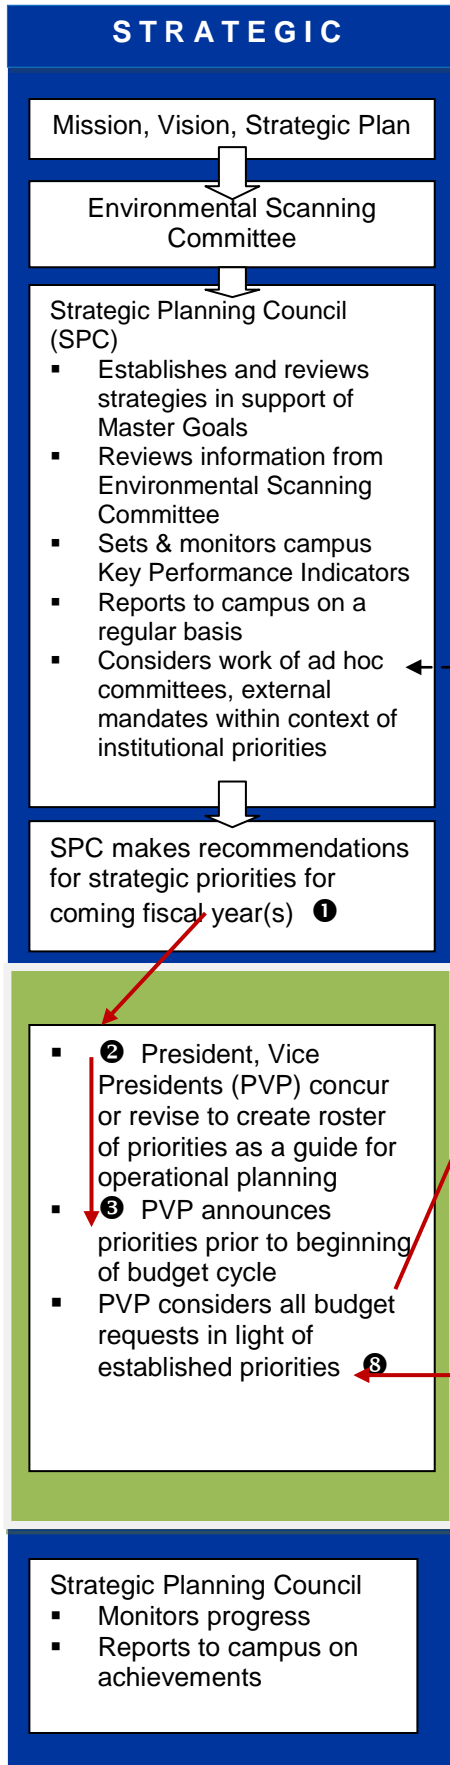 STRATEGIC
Mission, Vision, Strategic Plan
Environmental Scanning
Committee
Strategic Planning Council
(SPC)
▪ Establishes and reviews
strategies in support of
Master Goals
▪ Reviews information from
Environmental Scanning
Committee
▪ Sets & monitors campus
Key Performance Indicators
▪ Reports to campus on a
regular basis
▪ Considers work of ad hoc
committees, external
mandates within context of
institutional priorities
SPC makes recommendations
for strategic priorities for
coming fiscal year(s) ❶
▪ ❷ President, Vice
Presidents (PVP) concur
or revise to create roster
of priorities as a guide for
operational planning
▪ ❸ PVP announces
priorities prior to beginning
of budget cycle
▪ PVP considers all budget
requests in light of
established priorities ❽
Strategic Planning Council
▪ Monitors progress
▪ Reports to campus on
achievements